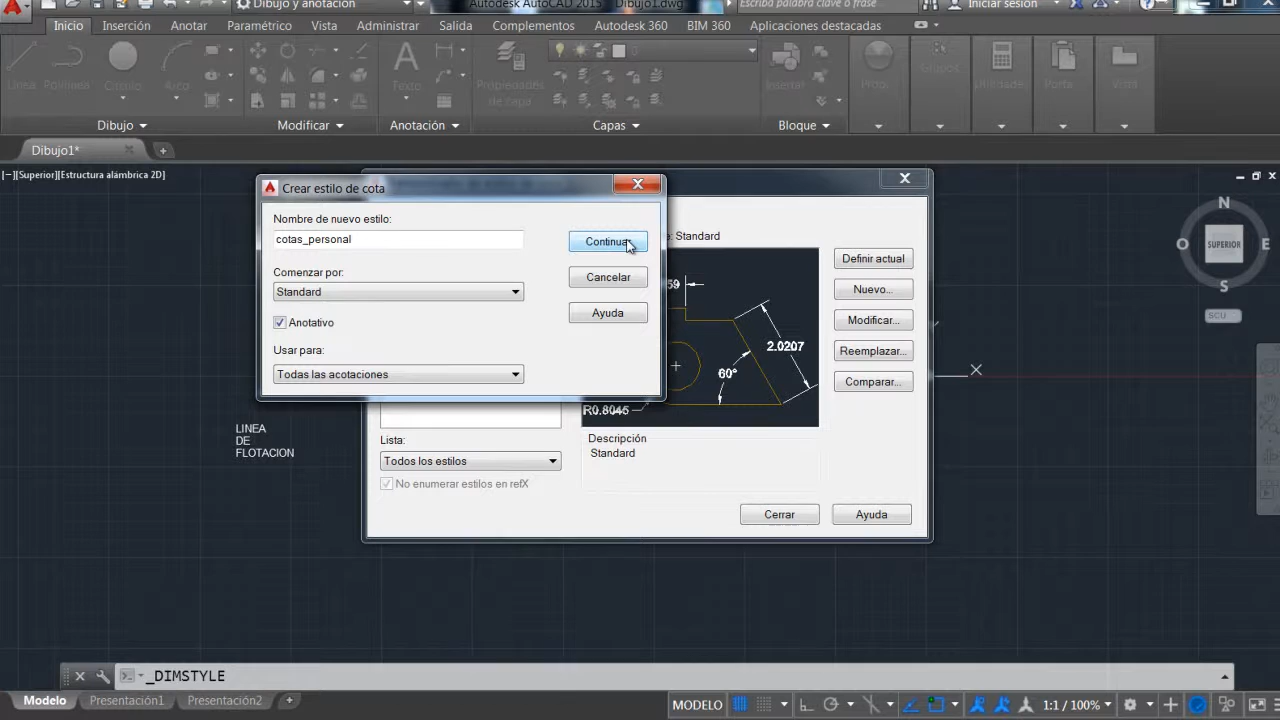 Dibujo y anotación
Autodesk AutoCAD 2015 Dibujo1.dwg
Escriba palabra clave o frase
Iniciar sesión
Inicio Inserción Anotar Paramétrico Vista Administrar Salida Complementos Autodesk 360 BIM 360 Aplicaciones destacadas
Línea Polilínea Círculo Arco Texto Propiedades de capa Insertar Prop. Grupos Utilidade Porta Vista
Dibujo Modificar Anotación Capas Bloque
Dibujo1*
[−][Superior][Estructura alámbrica 2D]
Crear estilo de cota
Nombre de nuevo estilo:
cotas_personal
Continuar
Comenzar por:
Standard
Cancelar
Anotativo
Ayuda
Usar para:
Todas las acotaciones
Standard
Definir actual
Nuevo...
Modificar...
Reemplazar...
Comparar...
59
2.0207
60°
R0.8045
Lista:
Todos los estilos
No enumerar estilos en refX
Descripción
Standard
Cerrar
Ayuda
N
O SUPERIOR E
S
SCU
LINEA
DE
FLOTACION
_DIMSTYLE
Modelo Presentación1 Presentación2
MODELO 1:1 / 100%